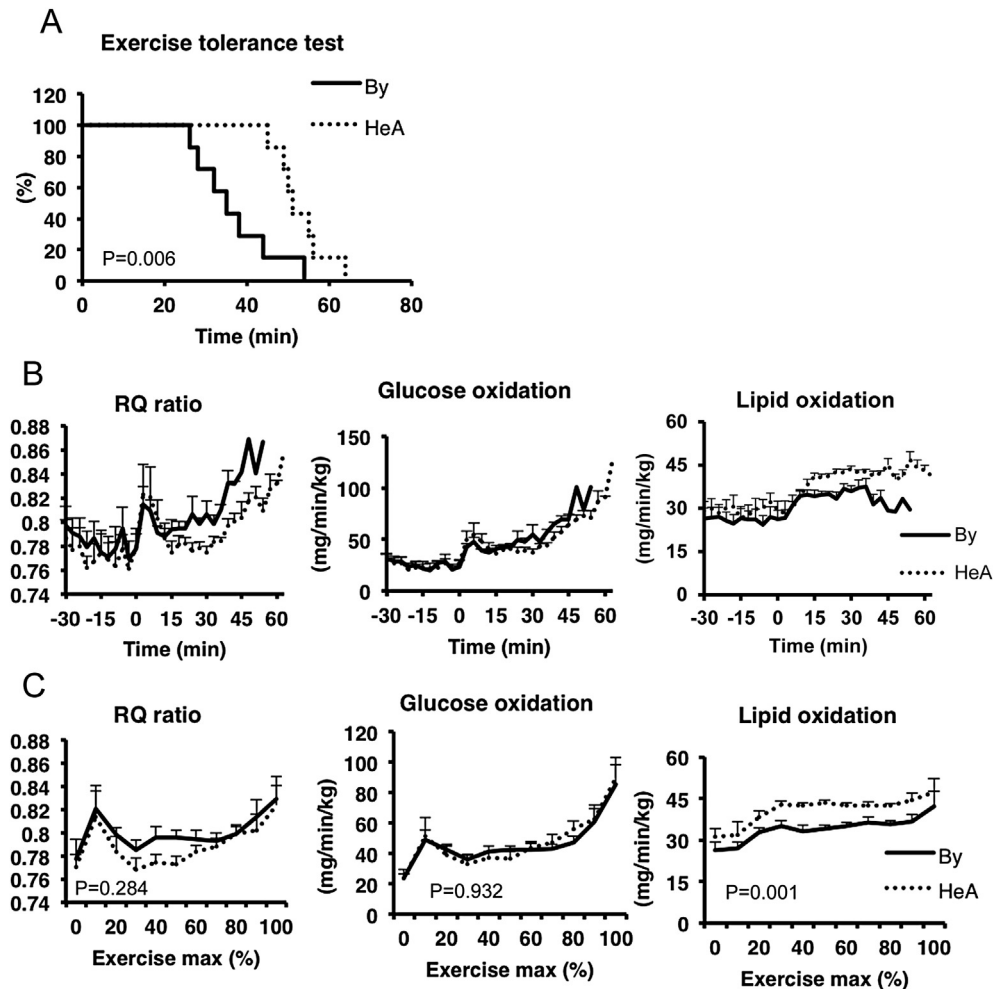 A
Exercise tolerance test
By
HeA
120
100
80
60
40
20
0
(%)
P=0.006
0 20 40 60 80
Time (min)
B
RQ ratio
0.88
0.86
0.84
0.82
0.8
0.78
0.76
0.74
-30 -15 0 15 30 45 60
Time (min)
Glucose oxidation
(mg/min/kg)
150
100
50
0
-30 -15 0 15 30 45 60
Time (min)
Lipid oxidation
(mg/min/kg)
60
45
30
15
0
By
HeA
-30 -15 0 15 30 45 60
Time (min)
C
RQ ratio
0.88
0.86
0.84
0.82
0.8
0.78
0.76
0.74
P=0.284
0 20 40 60 80 100
Exercise max (%)
Glucose oxidation
(mg/min/kg)
120
100
80
60
40
20
0
P=0.932
0 20 40 60 80 100
Exercise max (%)
Lipid oxidation
(mg/min/kg)
60
45
30
15
0
By
HeA
P=0.001
0 20 40 60 80 100
Exercise max (%)